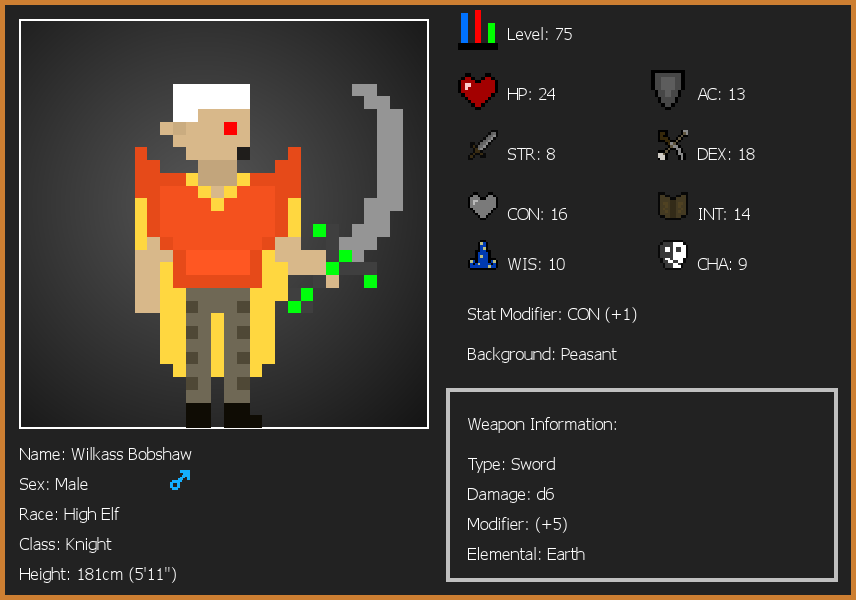 Level: 75
HP: 24
AC: 13
STR: 8
DEX: 18
CON: 16
INT: 14
WIS: 10
CHA: 9
Stat Modifier: CON (+1)
Background: Peasant
Weapon Information:
Type: Sword
Damage: d6
Modifier: (+5)
Elemental: Earth
Name: Wilkass Bobshaw
Sex: Male
Race: High Elf
Class: Knight
Height: 181cm (5'11")